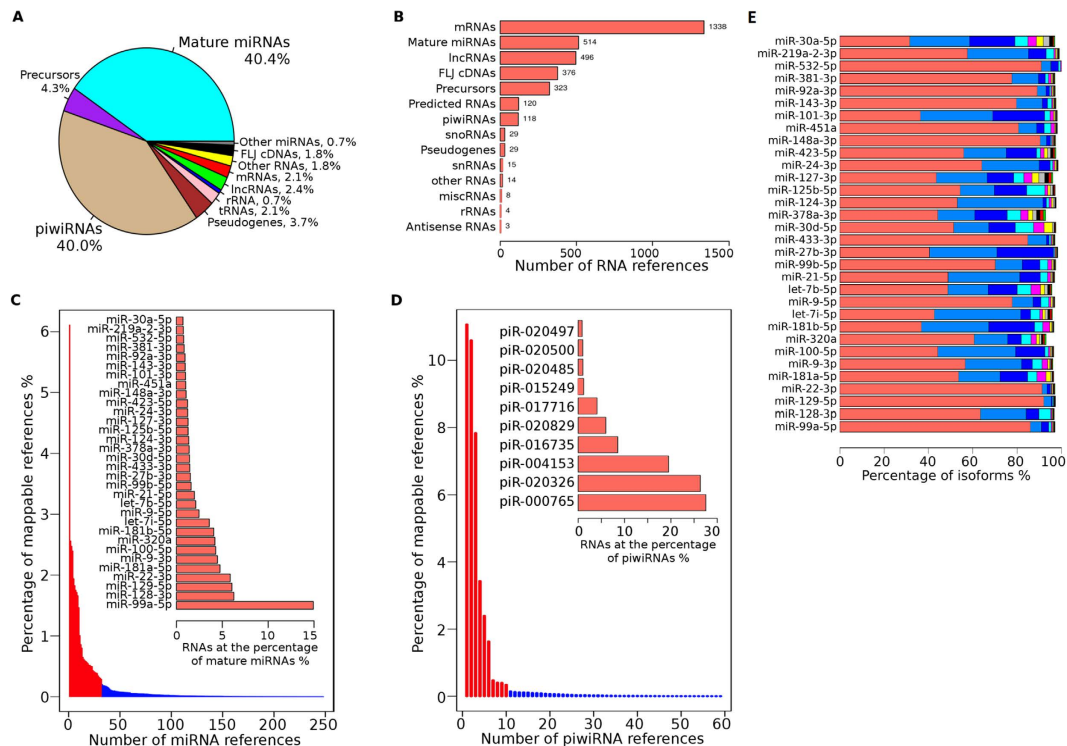 A
Mature miRNAs
40.4%
Precursors
4.3%
piwiRNAs
40.0%
Other miRNAs, 0.7%
FLJ cDNAs, 1.8%
Other RNAs, 1.8%
mRNAs, 2.1%
lncRNAs, 2.4%
rRNA, 0.7%
tRNAs, 2.1%
Pseudogenes, 3.7%
B
mRNAs 1338
Mature miRNAs 514
lncRNAs 496
FLJ cDNAs 376
Precursors 323
Predicted RNAs 120
piwiRNAs 118
snoRNAs 29
Pseudogenes 29
snRNAs 15
other RNAs 14
miscRNAs 8
rRNAs 4
Antisense RNAs 3
0 500 1000 1500
Number of RNA references
C
Percentage of mappable references %
6
5
4
3
2
1
0
miR-30a-5p
miR-219a-2-3p
miR-532-5p
miR-381-3p
miR-92a-3p
miR-143-3p
miR-101-3p
miR-451a
miR-148a-3p
miR-423-5p
miR-24-3p
miR-127-3p
miR-125b-5p
miR-124-3p
miR-378a-3p
miR-30d-5p
miR-433-3p
miR-27b-3p
miR-99b-5p
miR-21-5p
let-7b-5p
miR-9-5p
let-7i-5p
miR-181b-5p
miR-320a
miR-100-5p
miR-9-3p
miR-181a-5p
miR-22-3p
miR-129-5p
miR-128-3p
miR-99a-5p
0 5 10 15
RNAs at the percentage
of mature miRNAs %
0 50 100 150 200 250
Number of miRNA references
D
Percentage of mappable references %
10
8
6
4
2
0
piR-020497
piR-020500
piR-020485
piR-015249
piR-017716
piR-020829
piR-016735
piR-004153
piR-020326
piR-000765
0 10 20 30
RNAs at the percentage
of piwiRNAs %
0 10 20 30 40 50 60
Number of piwiRNA references
E
miR-30a-5p
miR-219a-2-3p
miR-532-5p
miR-381-3p
miR-92a-3p
miR-143-3p
miR-101-3p
miR-451a
miR-148a-3p
miR-423-5p
miR-24-3p
miR-127-3p
miR-125b-5p
miR-124-3p
miR-378a-3p
miR-30d-5p
miR-433-3p
miR-27b-3p
miR-99b-5p
miR-21-5p
let-7b-5p
miR-9-5p
let-7i-5p
miR-181b-5p
miR-320a
miR-100-5p
miR-9-3p
miR-181a-5p
miR-22-3p
miR-129-5p
miR-128-3p
miR-99a-5p
0 20 40 60 80 100
Percentage of isoforms %